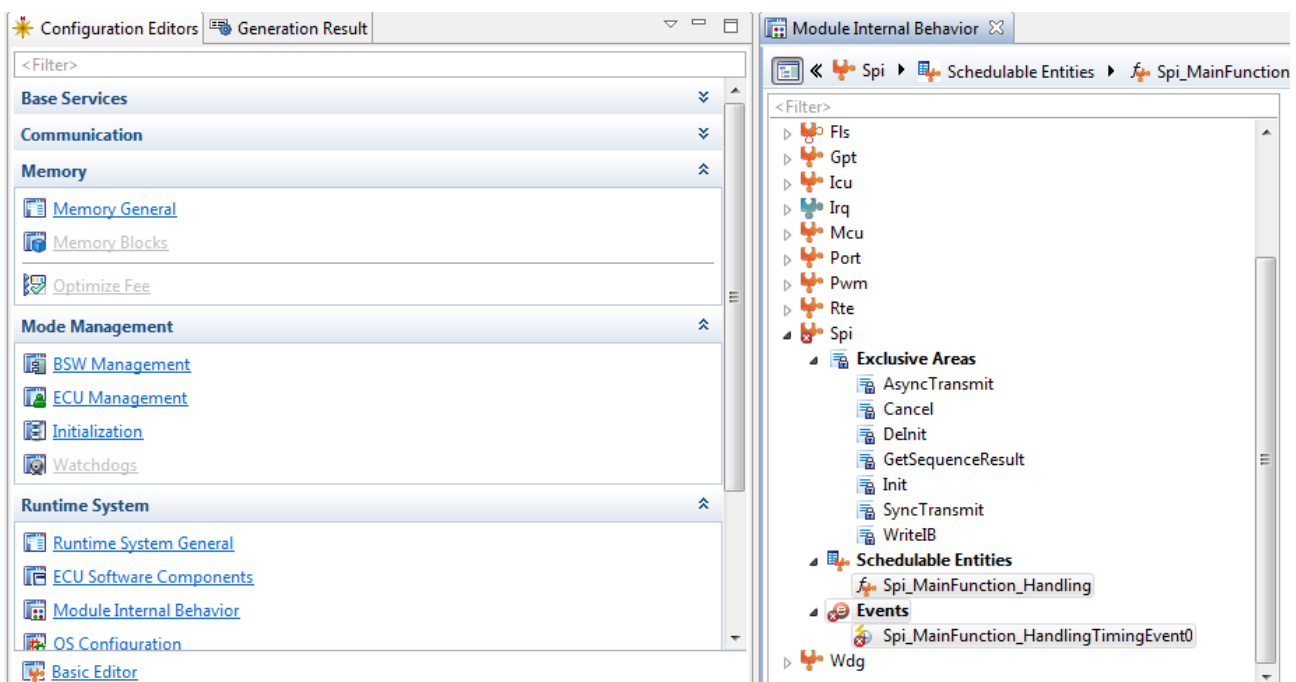 Configuration Editors Generation Result
<Filter>
Base Services
Communication
Memory
Memory General
Memory Blocks
Optimize Fee
Mode Management
BSW Management
ECU Management
Initialization
Watchdogs
Runtime System
Runtime System General
ECU Software Components
Module Internal Behavior
OS Configuration
Basic Editor
Module Internal Behavior
Spi Schedulable Entities Spi_MainFunction
<Filter>
Fls
Gpt
Icu
Irq
Mcu
Port
Pwm
Rte
Spi
Exclusive Areas
AsyncTransmit
Cancel
DeInit
GetSequenceResult
Init
SyncTransmit
WriteIB
Schedulable Entities
Spi_MainFunction_Handling
Events
Spi_MainFunction_HandlingTimingEvent0
Wdg